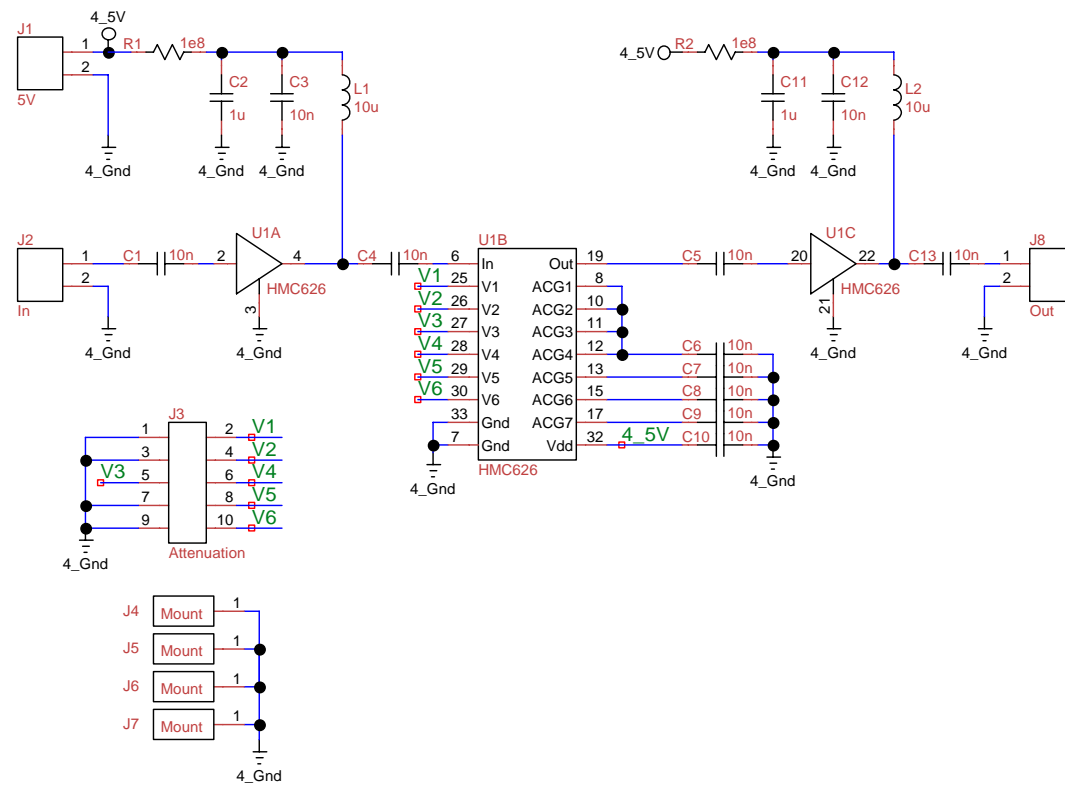 J1
4_5V
1
2
5V
R1
1e8
C2
1u
C3
10n
L1
10u
4_Gnd
4_Gnd
4_Gnd
4_5V
R2
1e8
C11
1u
C12
10n
L2
10u
4_Gnd
4_Gnd
J2
1
2
In
4_Gnd
C1
10n
2
U1A
4
HMC626
3
4_Gnd
C4
10n
U1B
6 In Out 19
V1 25 V1 ACG1 8
V2 26 V2 ACG2 10
V3 27 V3 ACG3 11
V4 28 V4 ACG4 12
V5 29 V5 ACG5 13
V6 30 V6 ACG6 15
33 Gnd ACG7 17
7 Gnd Vdd 32
HMC626
4_Gnd
4_5V
C5
10n
C6 10n
C7 10n
C8 10n
C9 10n
C10 10n
4_Gnd
20
U1C
22
HMC626
21
4_Gnd
C13
10n
J8
1
2
Out
4_Gnd
J3
1 2 V1
3 4 V2
V3 5 6 V4
7 8 V5
9 10 V6
Attenuation
4_Gnd
J4 Mount 1
J5 Mount 1
J6 Mount 1
J7 Mount 1
4_Gnd